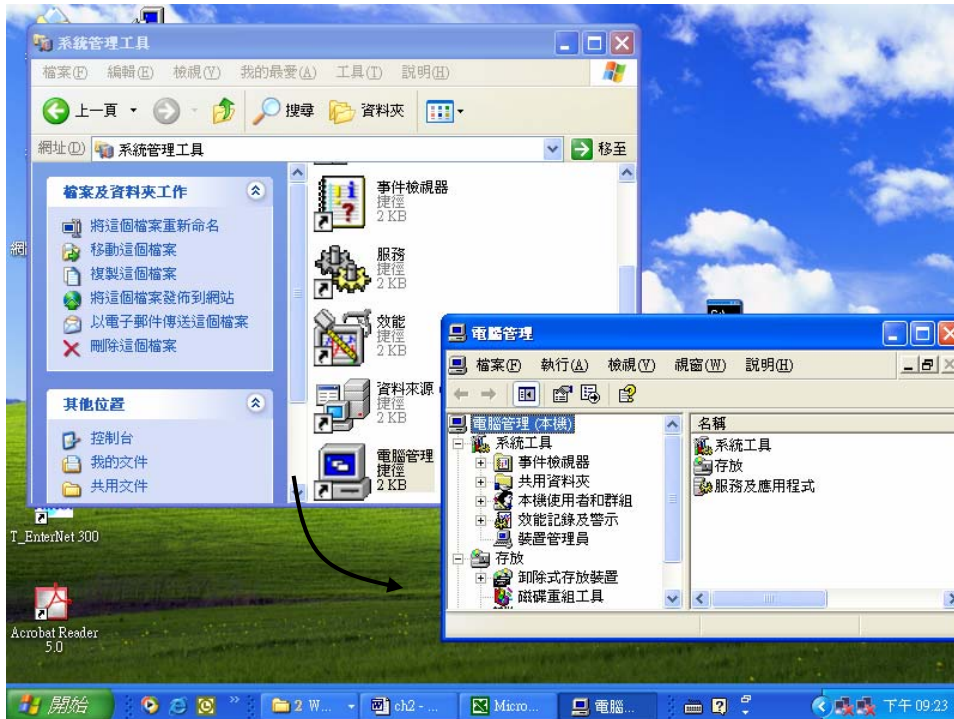 系統管理工具
檔案(F) 編輯(E) 檢視(V) 我的最愛(A) 工具(T) 說明(H)
上一頁 搜尋 資料夾
網址(D) 系統管理工具 移至
檔案及資料夾工作
將這個檔案重新命名
移動這個檔案
複製這個檔案
將這個檔案發佈到網站
以電子郵件傳送這個檔案
刪除這個檔案
其他位置
控制台
我的文件
共用文件
事件檢視器
捷徑
2 KB
服務
捷徑
2 KB
效能
捷徑
2 KB
資料來源
捷徑
2 KB
電腦管理
捷徑
2 KB
電腦管理
檔案(F) 執行(A) 檢視(V) 視窗(W) 說明(H)
電腦管理 (本機)
系統工具
事件檢視器
共用資料夾
本機使用者和群組
效能記錄及警示
裝置管理員
存放
卸除式存放裝置
磁碟重組工具
名稱
系統工具
存放
服務及應用程式
T_EnterNet 300
Acrobat Reader
5.0
開始 2 W... ch2 - ... Micro... 電腦... 下午 09:23